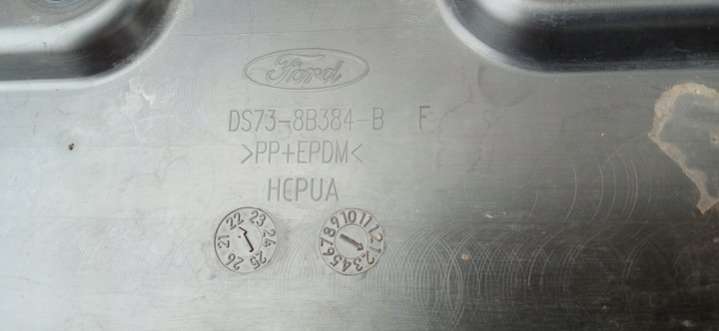 Ford
DS73-8B384-B F
>PP+EPDM<
HCPUA
21 22 23 24 25 26
1 2 3 4 5 6 7 8 9 10 11 12